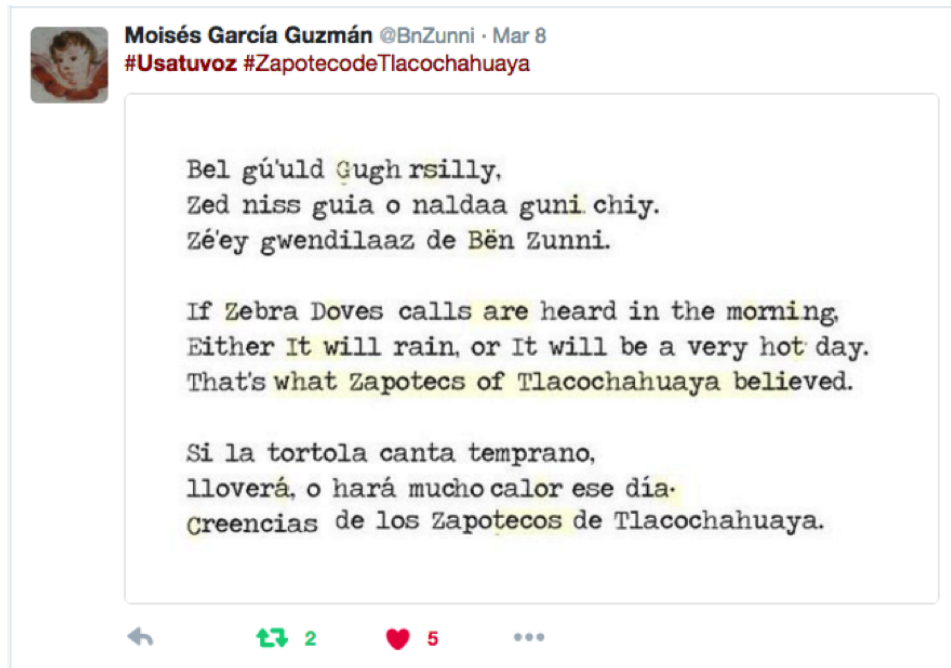 Moisés García Guzmán @BnZunni · Mar 8
#Usatuvoz #ZapotecodeTlacochahuaya
Bel gú'uld Gugh rsilly,
Zed niss guia o naldaa guni chiy.
Zé'ey gwendilaaz de Bën Zunni.
If Zebra Doves calls are heard in the morning,
Either It will rain, or It will be a very hot day.
That's what Zapotecs of Tlacochahuaya believed.
Si la tortola canta temprano,
lloverá, o hará mucho calor ese día.
Creencias de los Zapotecos de Tlacochahuaya.
2 5